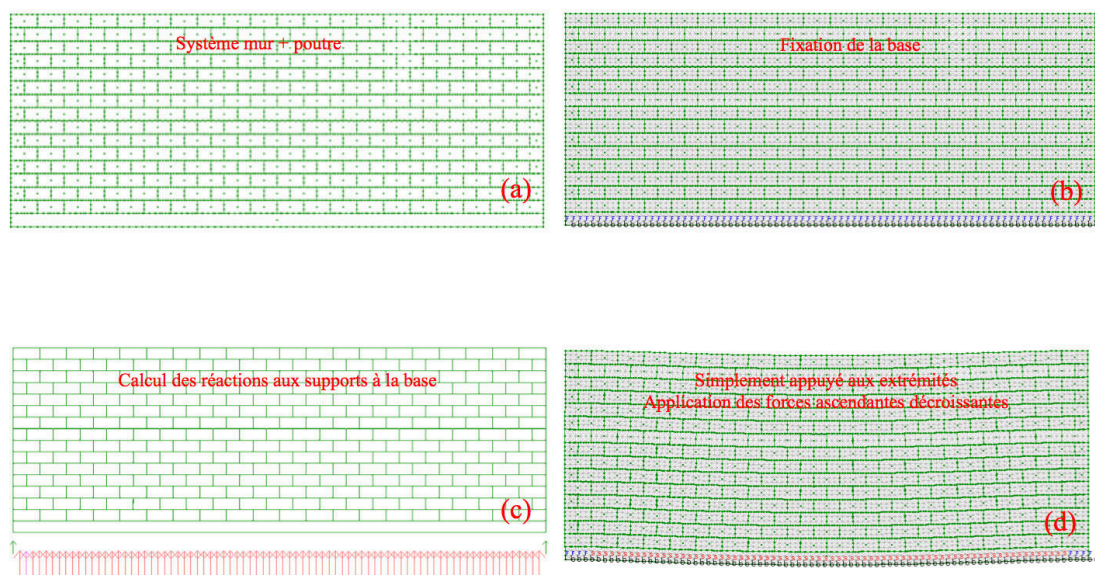 Système mur + poutre
(a)
Fixation de la base
(b)
Calcul des réactions aux supports à la base
(c)
Simplement appuyé aux extrémités
Application des forces ascendantes décroissantes
(d)